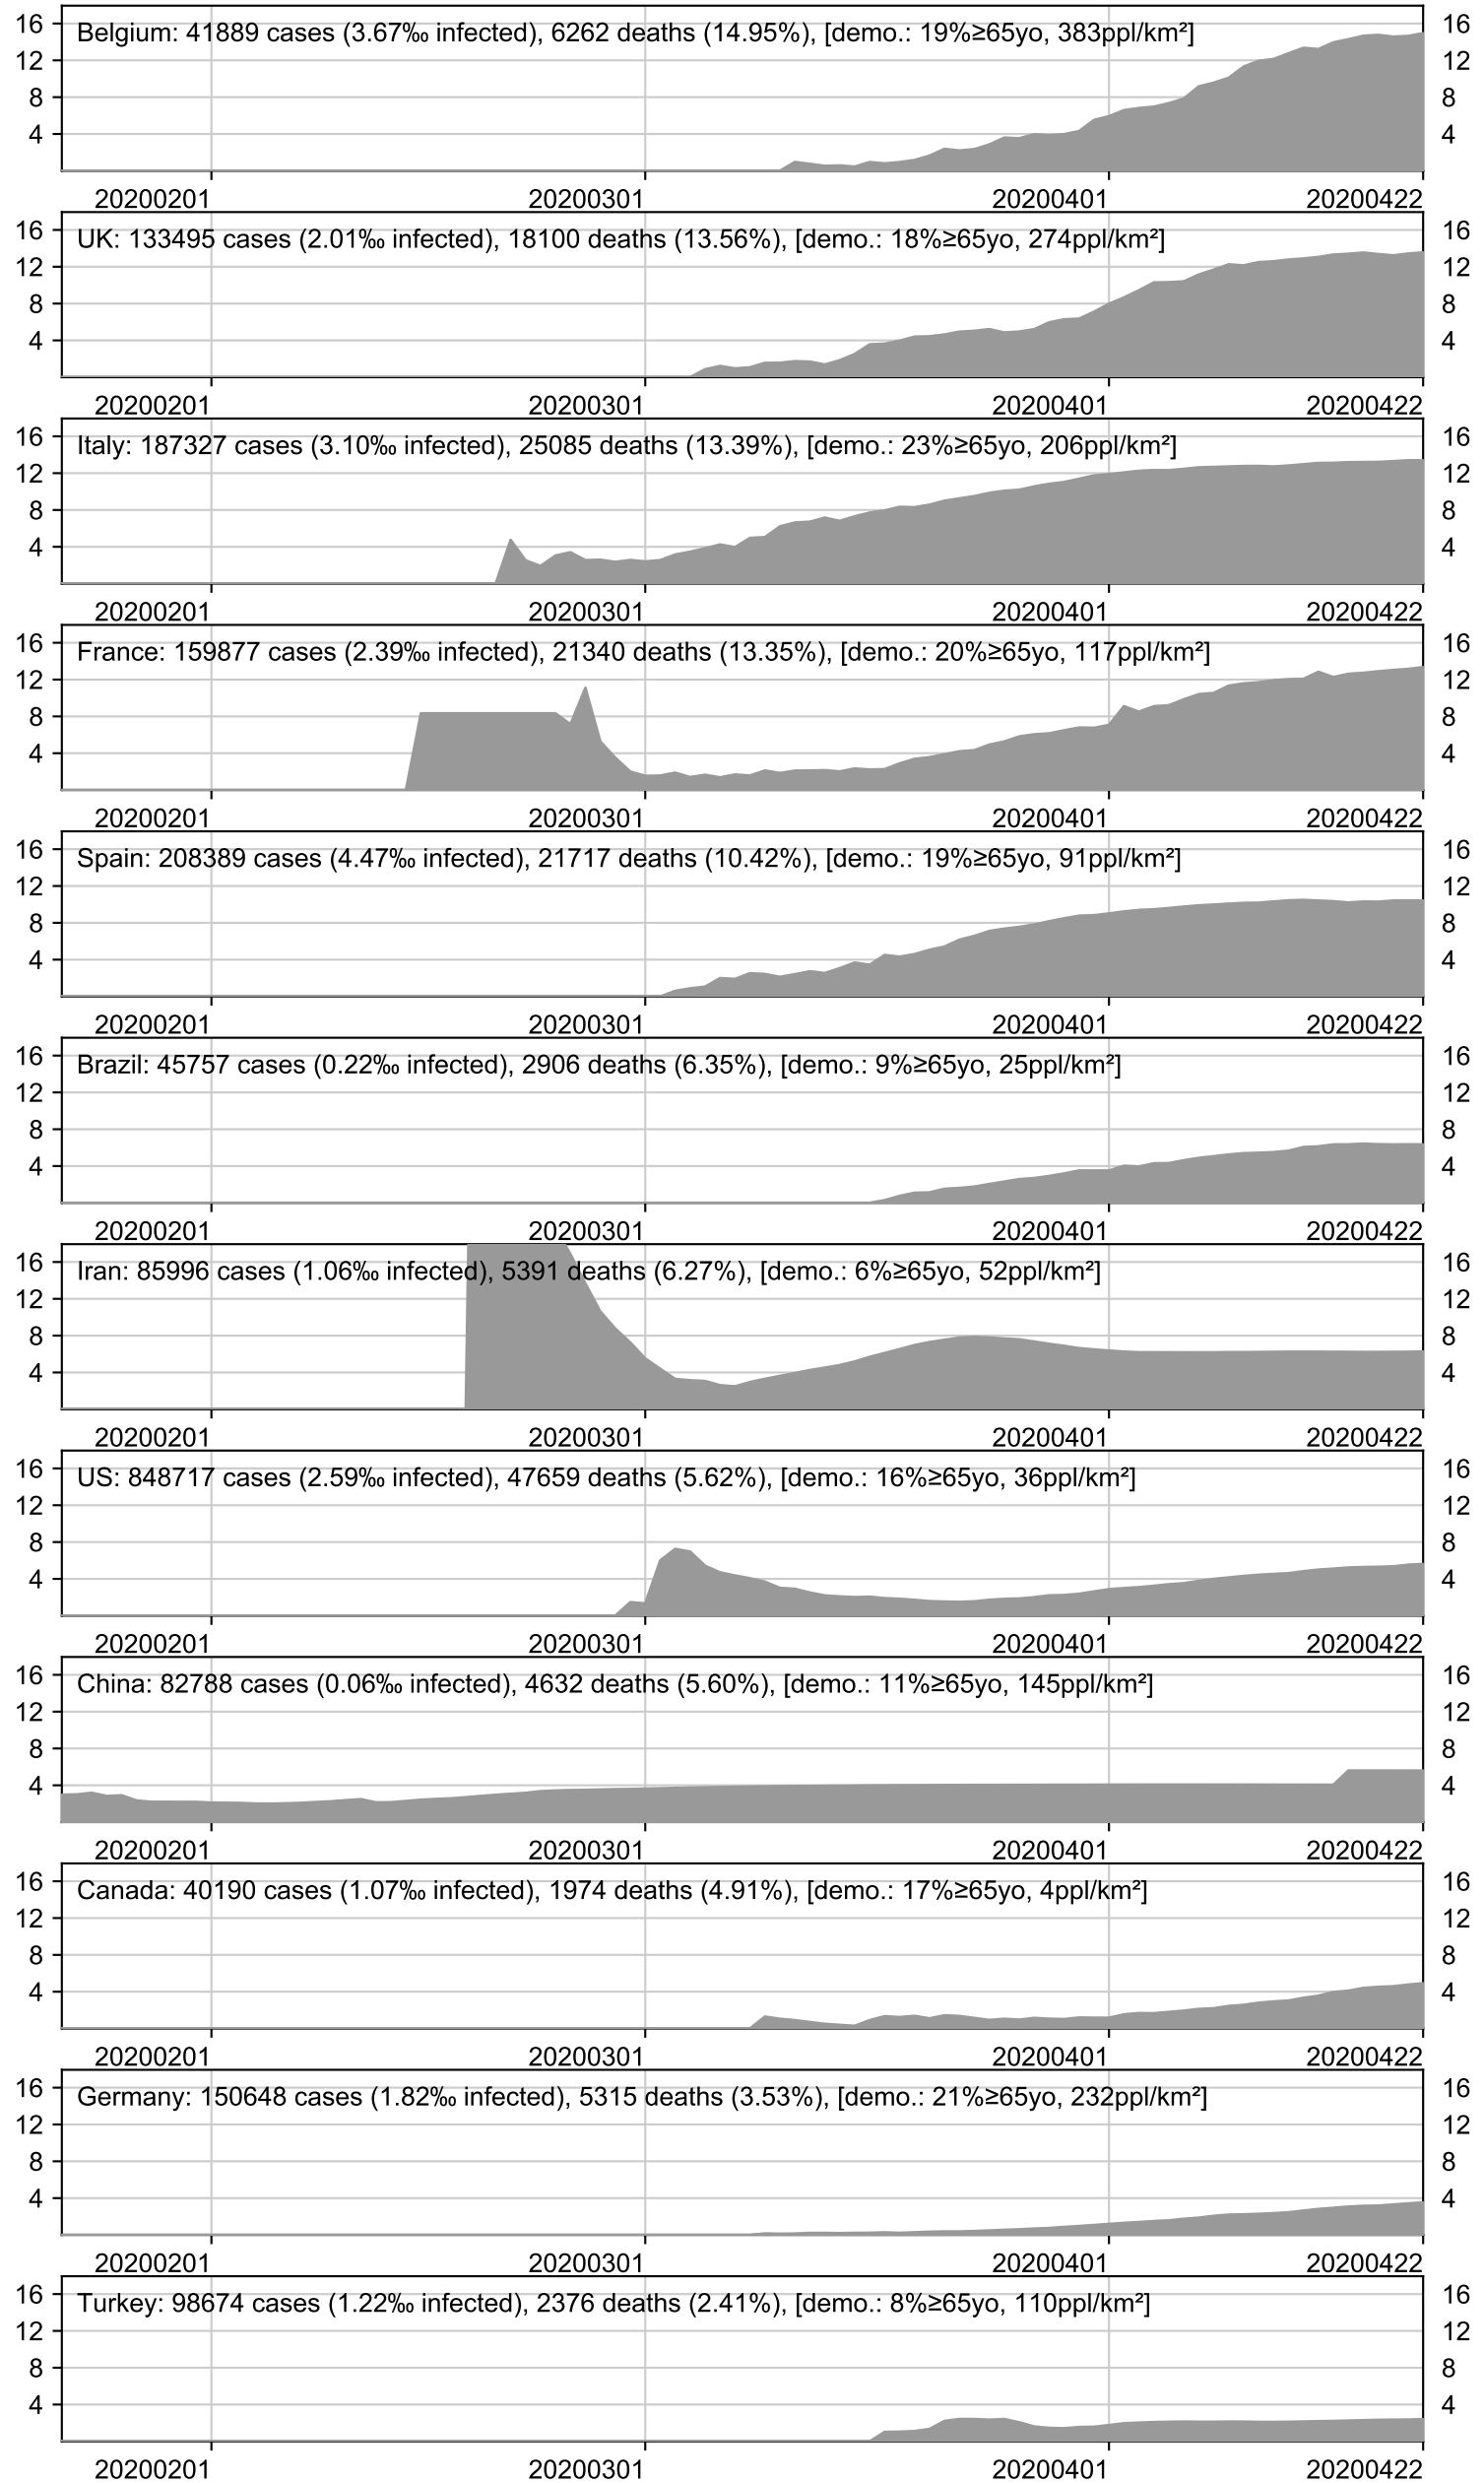 16 Belgium: 41889 cases (3.67‰ infected), 6262 deaths (14.95%), [demo.: 19%≥65yo, 383ppl/km²] 16
12 12
8 8
4 4
20200201 20200301 20200401 20200422
16 UK: 133495 cases (2.01‰ infected), 18100 deaths (13.56%), [demo.: 18%≥65yo, 274ppl/km²] 16
12 12
8 8
4 4
20200201 20200301 20200401 20200422
16 Italy: 187327 cases (3.10‰ infected), 25085 deaths (13.39%), [demo.: 23%≥65yo, 206ppl/km²] 16
12 12
8 8
4 4
20200201 20200301 20200401 20200422
16 France: 159877 cases (2.39‰ infected), 21340 deaths (13.35%), [demo.: 20%≥65yo, 117ppl/km²] 16
12 12
8 8
4 4
20200201 20200301 20200401 20200422
16 Spain: 208389 cases (4.47‰ infected), 21717 deaths (10.42%), [demo.: 19%≥65yo, 91ppl/km²] 16
12 12
8 8
4 4
20200201 20200301 20200401 20200422
16 Brazil: 45757 cases (0.22‰ infected), 2906 deaths (6.35%), [demo.: 9%≥65yo, 25ppl/km²] 16
12 12
8 8
4 4
20200201 20200301 20200401 20200422
16 Iran: 85996 cases (1.06‰ infected), 5391 deaths (6.27%), [demo.: 6%≥65yo, 52ppl/km²] 16
12 12
8 8
4 4
20200201 20200301 20200401 20200422
16 US: 848717 cases (2.59‰ infected), 47659 deaths (5.62%), [demo.: 16%≥65yo, 36ppl/km²] 16
12 12
8 8
4 4
20200201 20200301 20200401 20200422
16 China: 82788 cases (0.06‰ infected), 4632 deaths (5.60%), [demo.: 11%≥65yo, 145ppl/km²] 16
12 12
8 8
4 4
20200201 20200301 20200401 20200422
16 Canada: 40190 cases (1.07‰ infected), 1974 deaths (4.91%), [demo.: 17%≥65yo, 4ppl/km²] 16
12 12
8 8
4 4
20200201 20200301 20200401 20200422
16 Germany: 150648 cases (1.82‰ infected), 5315 deaths (3.53%), [demo.: 21%≥65yo, 232ppl/km²] 16
12 12
8 8
4 4
20200201 20200301 20200401 20200422
16 Turkey: 98674 cases (1.22‰ infected), 2376 deaths (2.41%), [demo.: 8%≥65yo, 110ppl/km²] 16
12 12
8 8
4 4
20200201 20200301 20200401 20200422